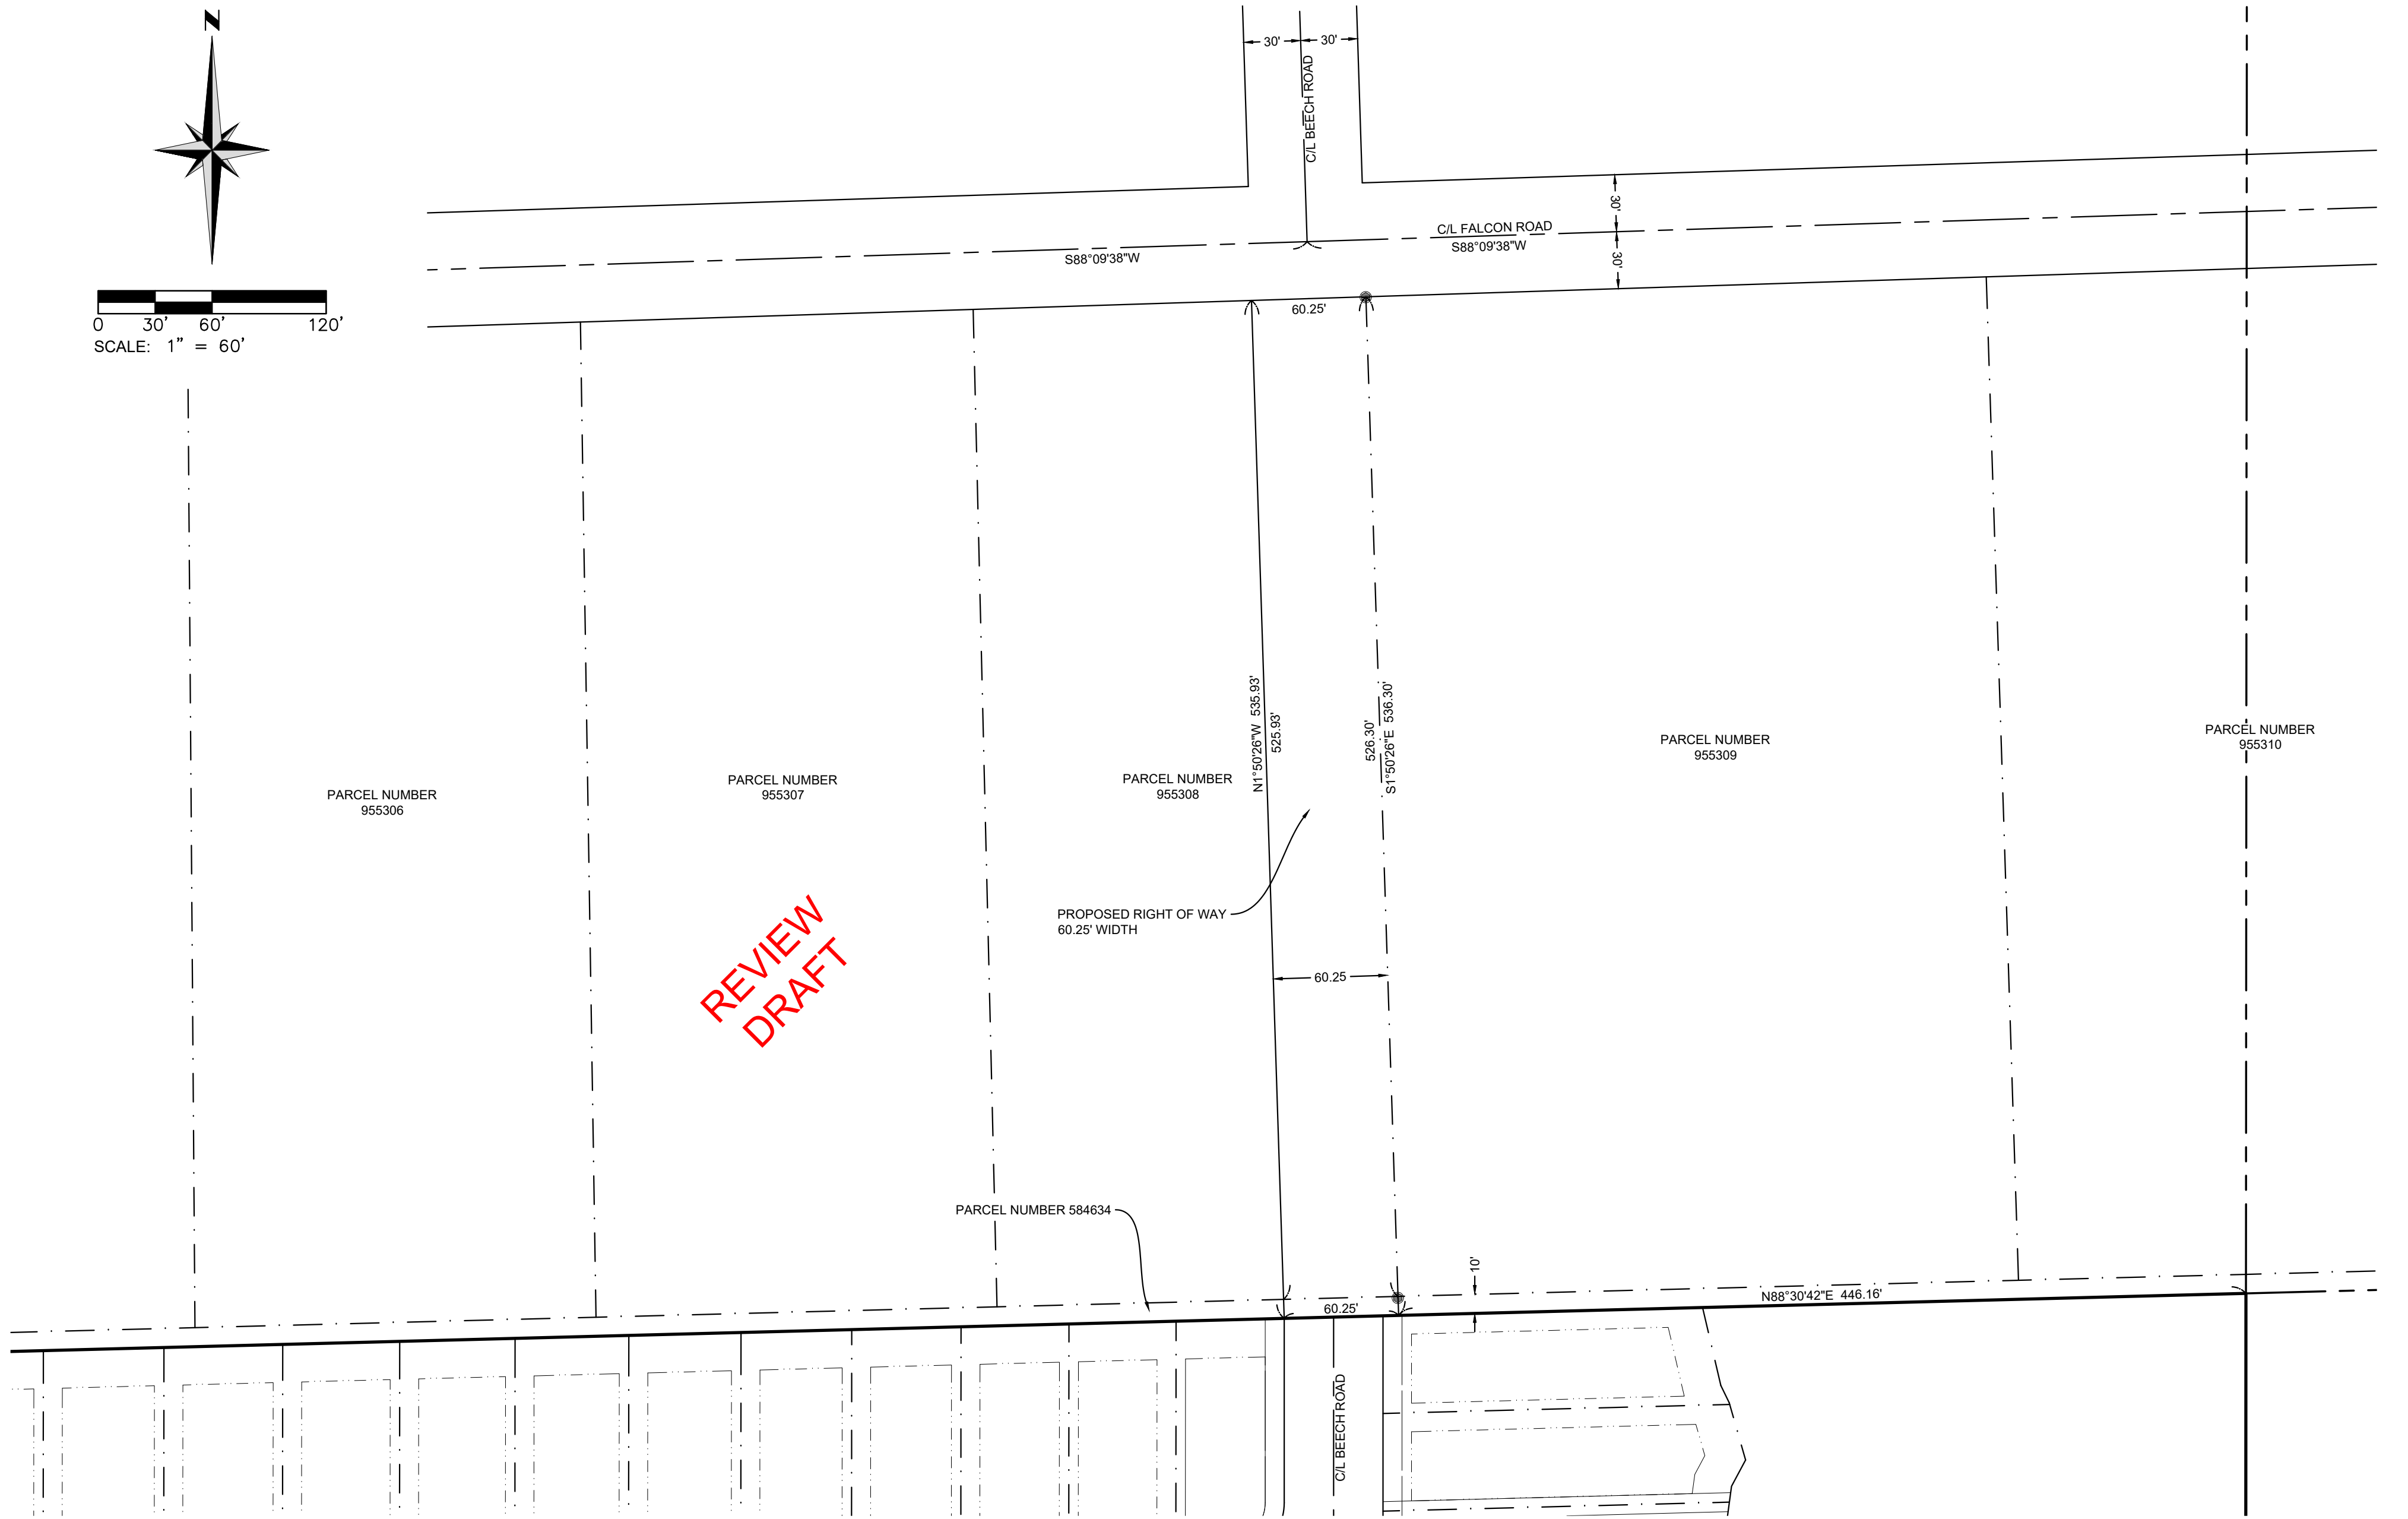 N
0 30' 60' 120'
SCALE: 1" = 60'
30' 30'
C/L BEECH ROAD
30'
C/L FALCON ROAD
S88°09'38"W
S88°09'38"W
30'
60.25'
N1°50'26"W 535.93'
525.93'
526.30'
S1°50'26"E 536.30'
PARCEL NUMBER
955306
PARCEL NUMBER
955307
PARCEL NUMBER
955308
PARCEL NUMBER
955309
PARCEL NUMBER
955310
REVIEW
DRAFT
PROPOSED RIGHT OF WAY
60.25' WIDTH
60.25
PARCEL NUMBER 584634
10'
60.25'
N88°30'42"E 446.16'
C/L BEECH ROAD